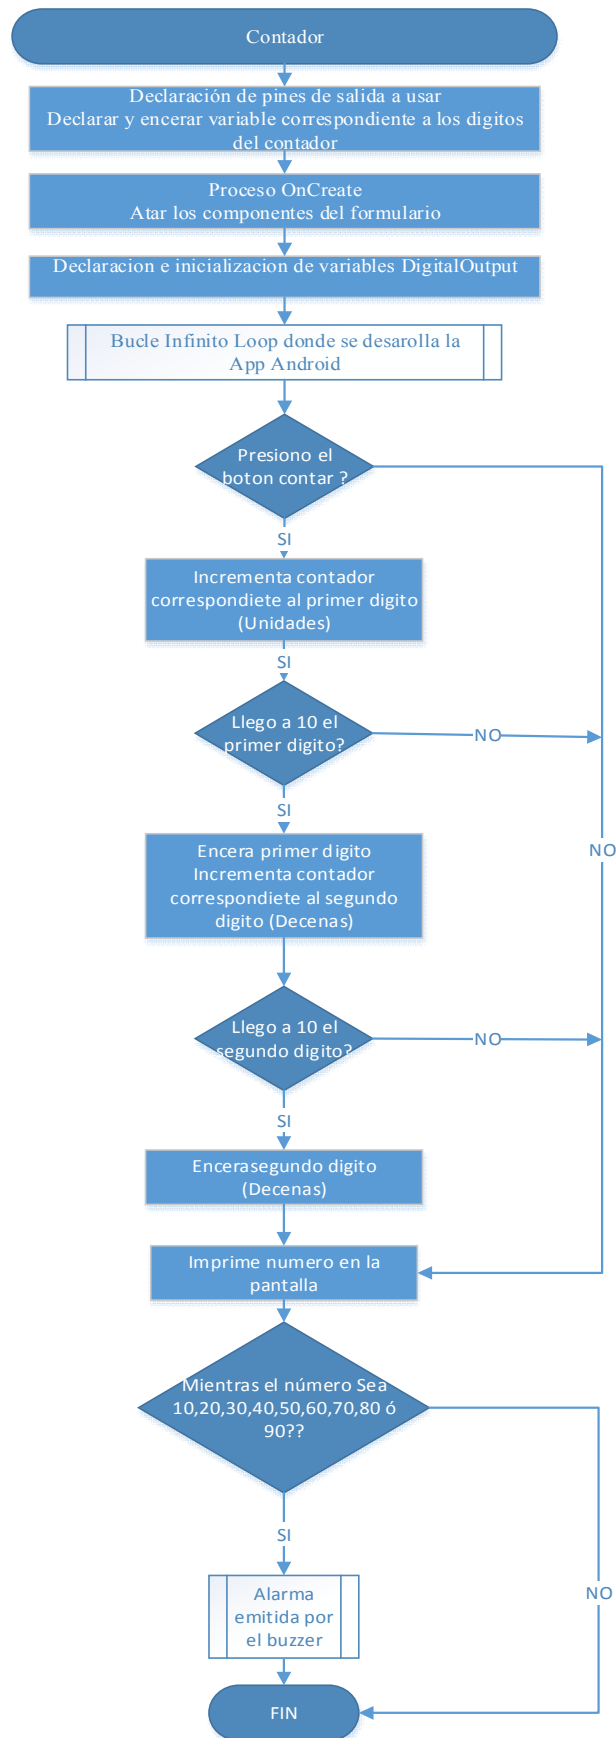 Contador
Declaración de pines de salida a usar
Declarar y encerar variable correspondiente a los digitos
del contador
Proceso OnCreate
Atar los componentes del formulario
Declaracion e inicializacion de variables DigitalOutput
Bucle Infinito Loop donde se desarolla la
App Android
Presiono el
boton contar ?
SI
Incrementa contador
correspondiete al primer digito
(Unidades)
SI
Llego a 10 el
primer digito?
NO
SI
NO
Encera primer digito
Incrementa contador
correspondiete al segundo
digito (Decenas)
Llego a 10 el
segundo digito?
NO
SI
Encerasegundo digito
(Decenas)
Imprime numero en la
pantalla
Mientras el número Sea
10,20,30,40,50,60,70,80 ó
90??
SI
NO
Alarma
emitida por
el buzzer
FIN